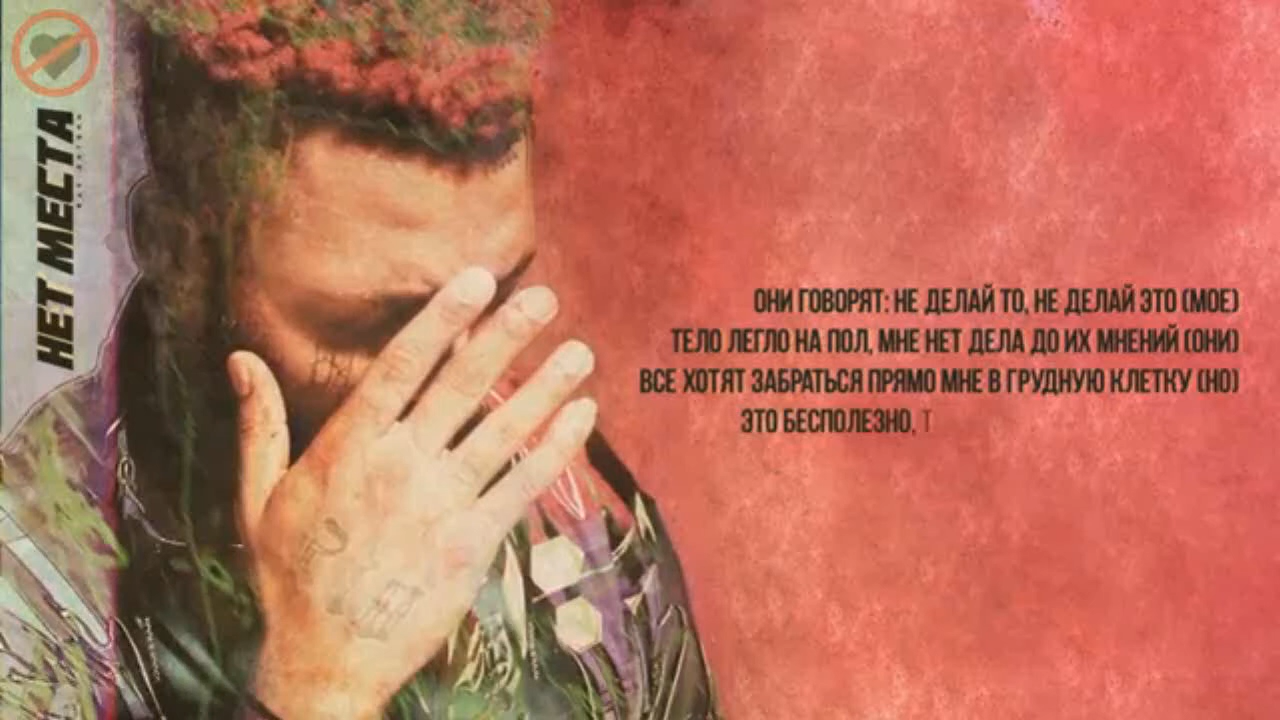 НЕТ МЕСТА
ОНИ ГОВОРЯТ: НЕ ДЕЛАЙ ТО, НЕ ДЕЛАЙ ЭТО (МОЕ)
ТЕЛО ЛЕГЛО НА ПОЛ, МНЕ НЕТ ДЕЛА ДО ИХ МНЕНИЙ (ОНИ)
ВСЕ ХОТЯТ ЗАБРАТЬСЯ ПРЯМО МНЕ В ГРУДНУЮ КЛЕТКУ (НО)
ЭТО БЕСПОЛЕЗНО, Т